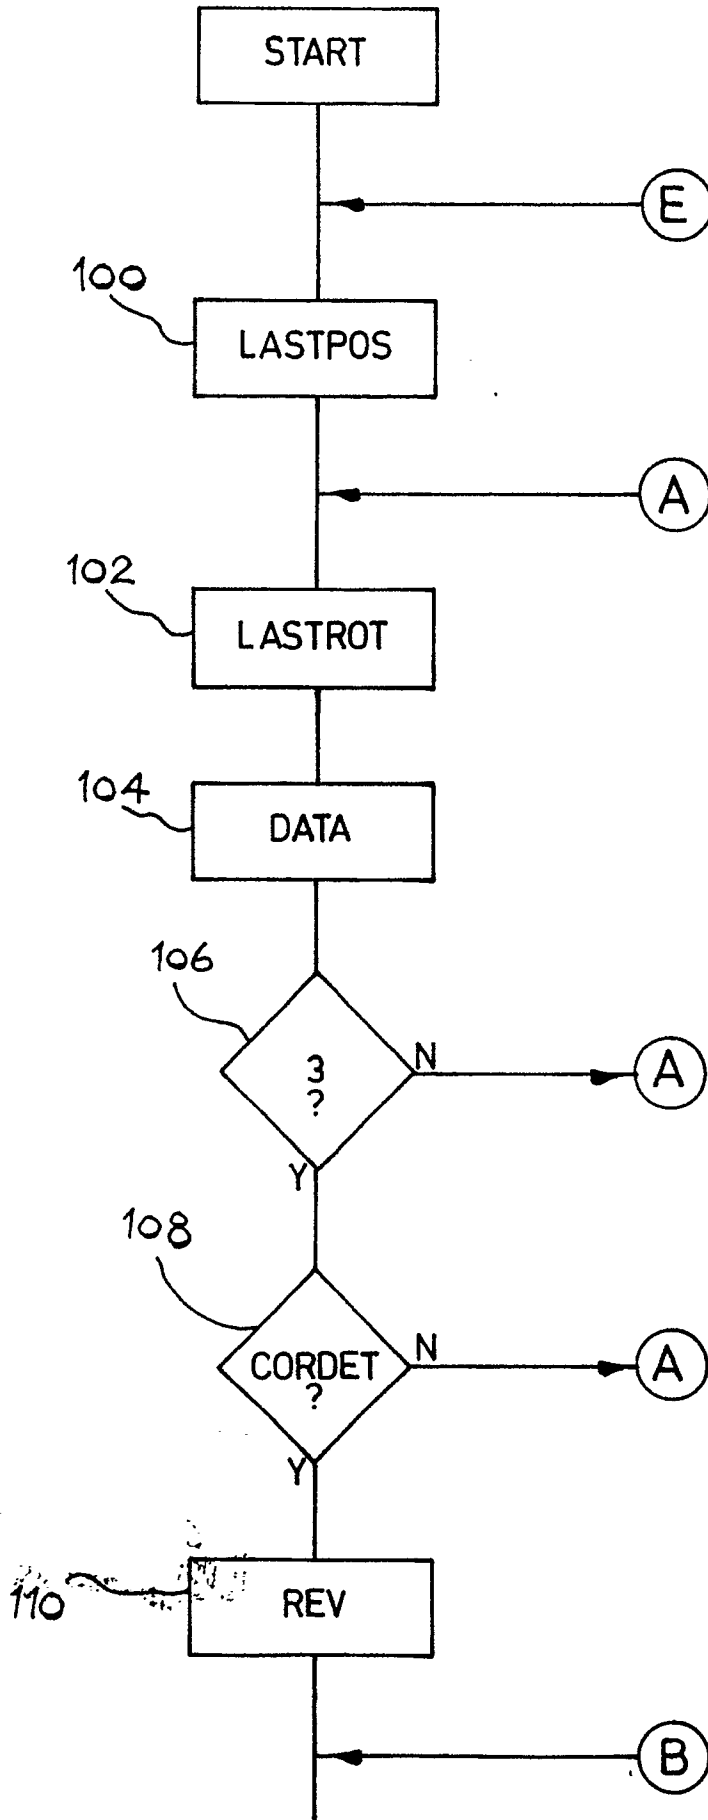 START
E
100
LASTPOS
A
102
LASTROT
104
DATA
106
3
?
N
A
Y
108
CORDET
?
N
A
Y
110
REV
B